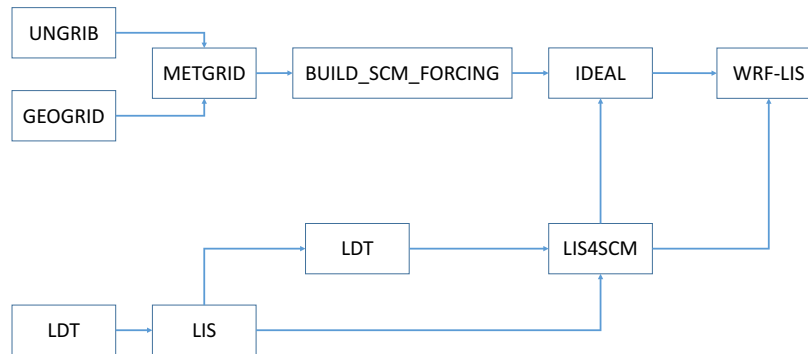 UNGRIB
METGRID
BUILD_SCM_FORCING
IDEAL
WRF-LIS
GEOGRID
LDT
LIS4SCM
LDT
LIS